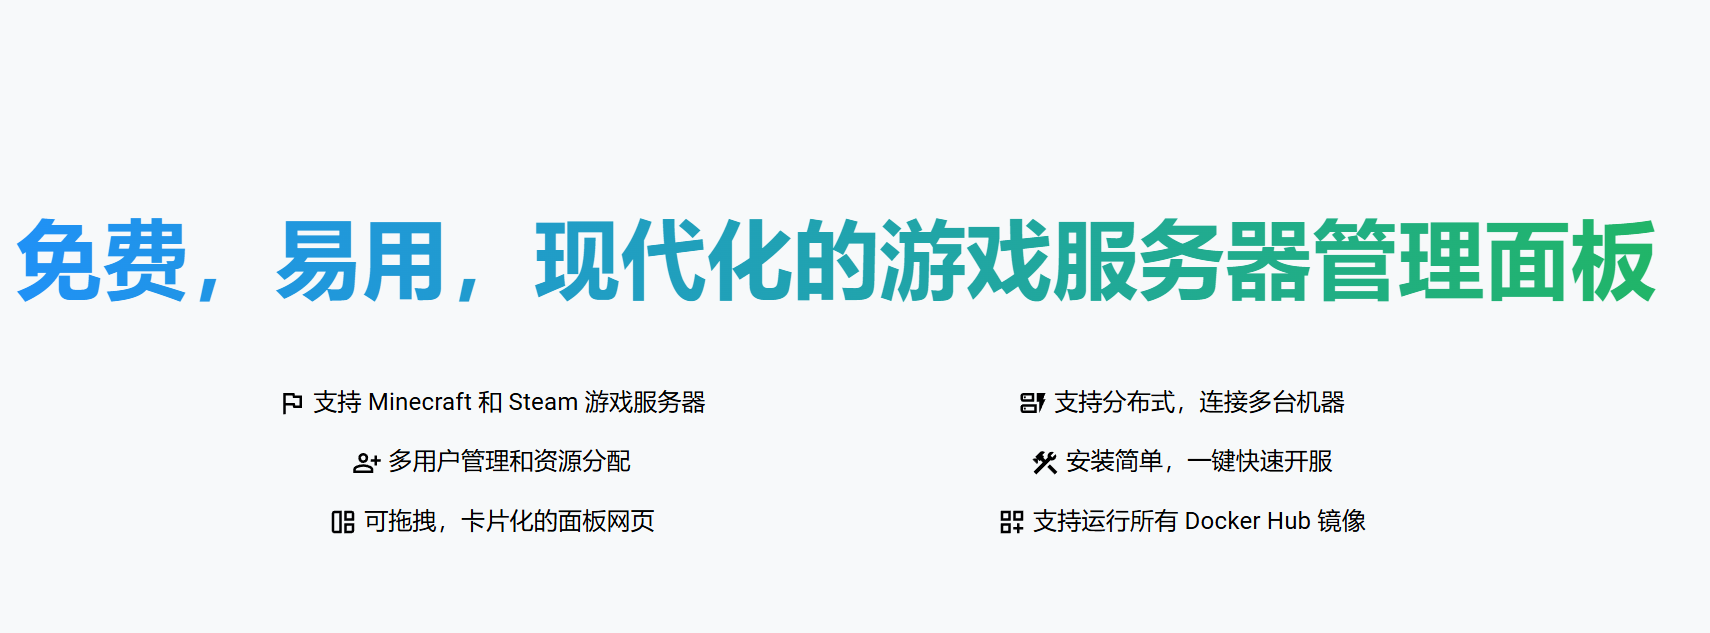 免费，易用，现代化的游戏服务器管理面板
支持 Minecraft 和 Steam 游戏服务器
支持分布式，连接多台机器
多用户管理和资源分配
安装简单，一键快速开服
可拖拽，卡片化的面板网页
支持运行所有 Docker Hub 镜像